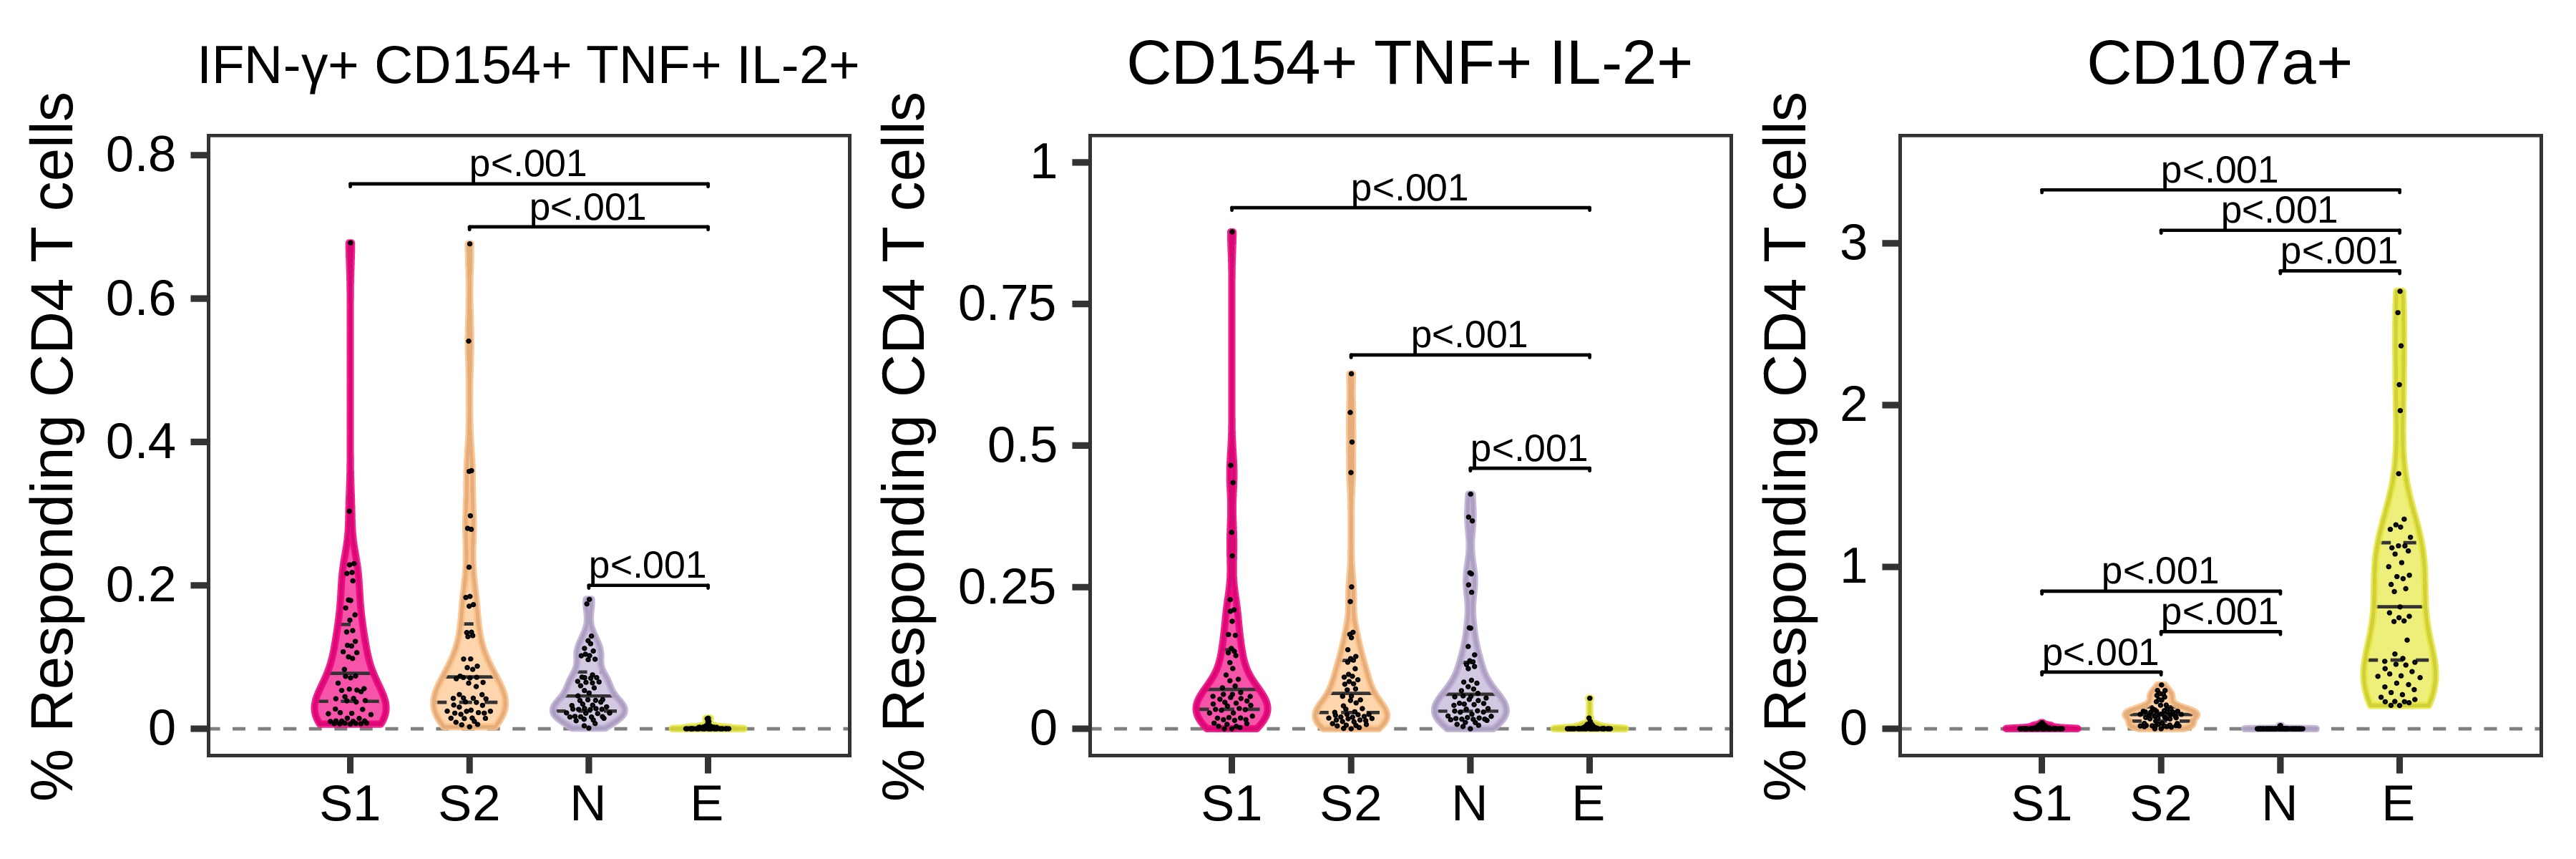 IFN-γ+ CD154+ TNF+ IL-2+
% Responding CD4 T cells
0.8
0.6
0.4
0.2
0
p<.001
p<.001
p<.001
S1 S2 N E
CD154+ TNF+ IL-2+
% Responding CD4 T cells
1
0.75
0.5
0.25
0
p<.001
p<.001
p<.001
S1 S2 N E
CD107a+
% Responding CD4 T cells
3
2
1
0
p<.001
p<.001
p<.001
p<.001
p<.001
p<.001
S1 S2 N E